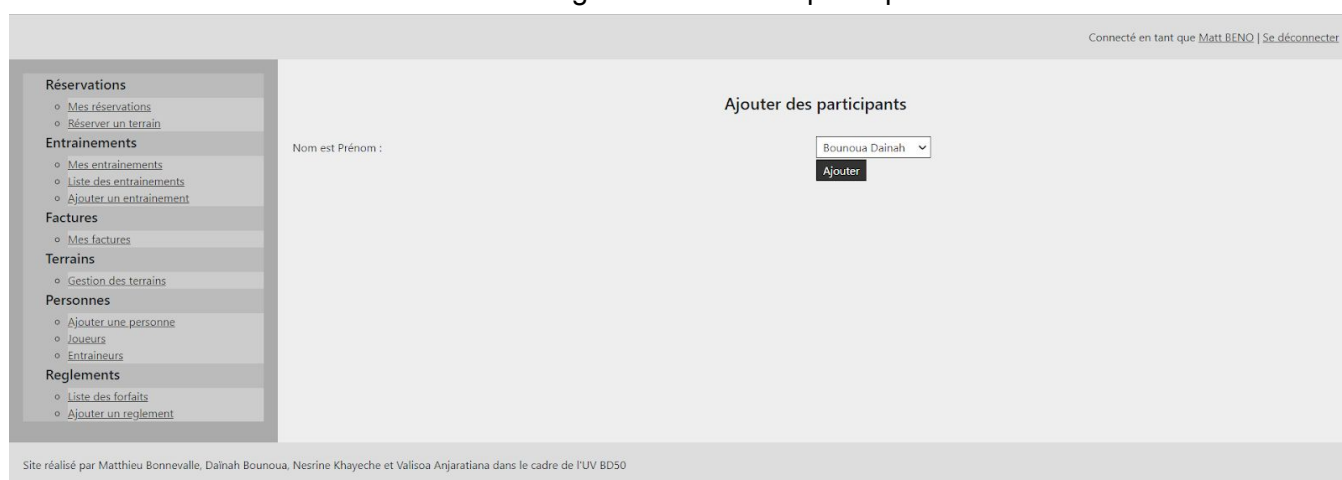 Connecté en tant que Matt BENO | Se déconnecter
Réservations
Mes réservations
Réserver un terrain
Entrainements
Mes entrainements
Liste des entrainements
Ajouter un entrainement
Factures
Mes factures
Terrains
Gestion des terrains
Personnes
Ajouter une personne
Joueurs
Entraineurs
Reglements
Liste des forfaits
Ajouter un reglement
Ajouter des participants
Nom est Prénom :
Bounoua Dainah
Ajouter
Site réalisé par Matthieu Bonnevalle, Daïnah Bounoua, Nesrine Khayeche et Valisoa Anjaratiana dans le cadre de l'UV BD50